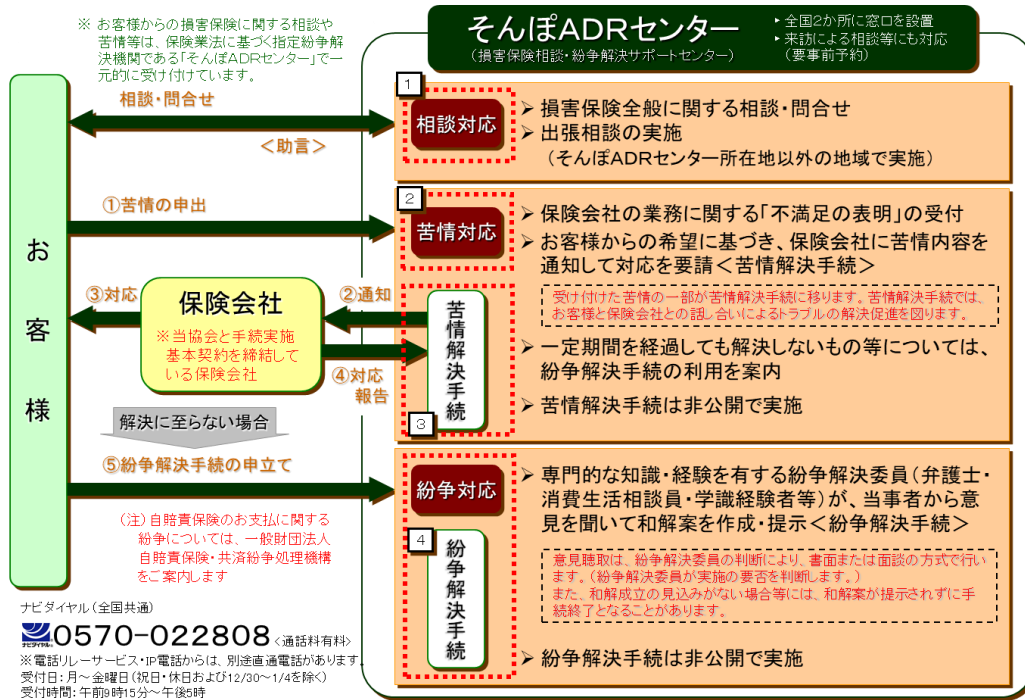 ※ お客様からの損害保険に関する相談や
苦情等は、保険業法に基づく指定紛争解
決機関である「そんぽADRセンター」で一
元的に受け付けています。
そんぽADRセンター
(損害保険相談・紛争解決サポートセンター)
▸ 全国2か所に窓口を設置
▸ 来訪による相談等にも対応
(要事前予約)
相談・問合せ
<助言>
1
相談対応
➢ 損害保険全般に関する相談・問合せ
➢ 出張相談の実施
(そんぽADRセンター所在地以外の地域で実施)
①苦情の申出
2
苦情対応
➢ 保険会社の業務に関する「不満足の表明」の受付
➢ お客様からの希望に基づき、保険会社に苦情内容を
通知して対応を要請<苦情解決手続>
受け付けた苦情の一部が苦情解決手続に移ります。苦情解決手続では、
お客様と保険会社との話し合いによるトラブルの解決促進を図ります。
➢ 一定期間を経過しても解決しないもの等については、
紛争解決手続の利用を案内
➢ 苦情解決手続は非公開で実施
お客様
③対応
保険会社
※当協会と手続実施
基本契約を締結して
いる保険会社
②通知
④対応
報告
苦情解決手続
3
解決に至らない場合
⑤紛争解決手続の申立て
紛争対応
4
紛争解決手続
➢ 専門的な知識・経験を有する紛争解決委員(弁護士・
消費生活相談員・学識経験者等)が、当事者から意
見を聞いて和解案を作成・提示<紛争解決手続>
意見聴取は、紛争解決委員の判断により、書面または面談の方式で行い
ます。(紛争解決委員が実施の要否を判断します。)
また、和解成立の見込みがない場合等には、和解案が提示されずに手
続終了となることがあります。
➢ 紛争解決手続は非公開で実施
(注)自賠責保険のお支払に関する
紛争については、一般財団法人
自賠責保険・共済紛争処理機構
をご案内します
ナビダイヤル(全国共通)
ナビダイヤル 0570-022808<通話料有料>
※電話リレーサービス・IP電話からは、別途直通電話があります
受付日:月~金曜日(祝日・休日および12/30~1/4を除く)
受付時間:午前9時15分~午後5時